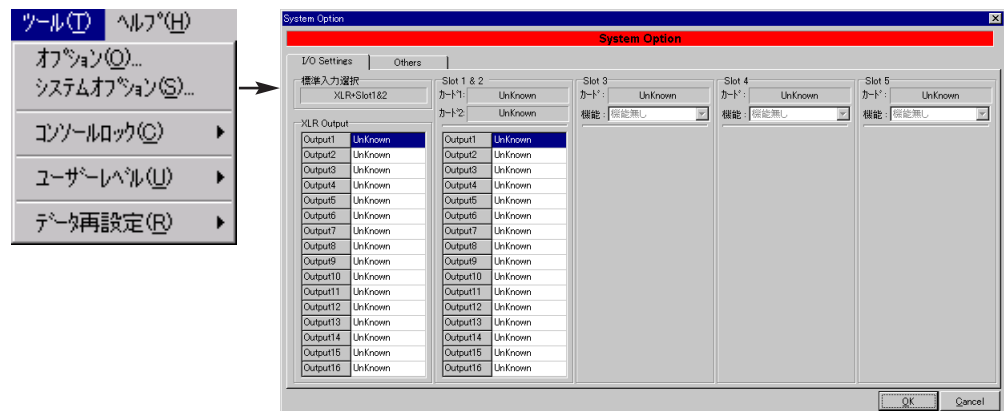 ツール(T) ヘルプ(H)
オプション(O)...
システムオプション(S)...
コンソールロック(C)
ユーザーレベル(U)
データ再設定(R)
System Option
System Option
I/O Settings Others
標準入力選択
XLR+Slot1&2
XLR Output
Output1 UnKnown
Output2 UnKnown
Output3 UnKnown
Output4 UnKnown
Output5 UnKnown
Output6 UnKnown
Output7 UnKnown
Output8 UnKnown
Output9 UnKnown
Output10 UnKnown
Output11 UnKnown
Output12 UnKnown
Output13 UnKnown
Output14 UnKnown
Output15 UnKnown
Output16 UnKnown
Slot 1 & 2
カード1: UnKnown
カード2: UnKnown
Output1 UnKnown
Output2 UnKnown
Output3 UnKnown
Output4 UnKnown
Output5 UnKnown
Output6 UnKnown
Output7 UnKnown
Output8 UnKnown
Output9 UnKnown
Output10 UnKnown
Output11 UnKnown
Output12 UnKnown
Output13 UnKnown
Output14 UnKnown
Output15 UnKnown
Output16 UnKnown
Slot 3
カード: UnKnown
機能: 機能無し
Slot 4
カード: UnKnown
機能: 機能無し
Slot 5
カード: UnKnown
機能: 機能無し
OK Cancel